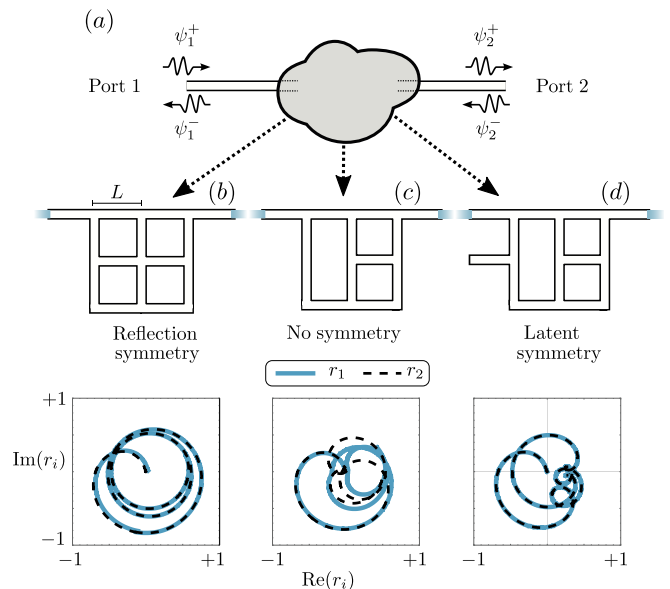 (a)
ψ₁⁺ ψ₂⁺
Port 1 Port 2
ψ₁⁻ ψ₂⁻
L (b) (c) (d)
Reflection symmetry
No symmetry
Latent symmetry
r₁ r₂
+1
Im(rᵢ)
−1
−1 +1 −1 +1 −1 +1
Re(rᵢ)